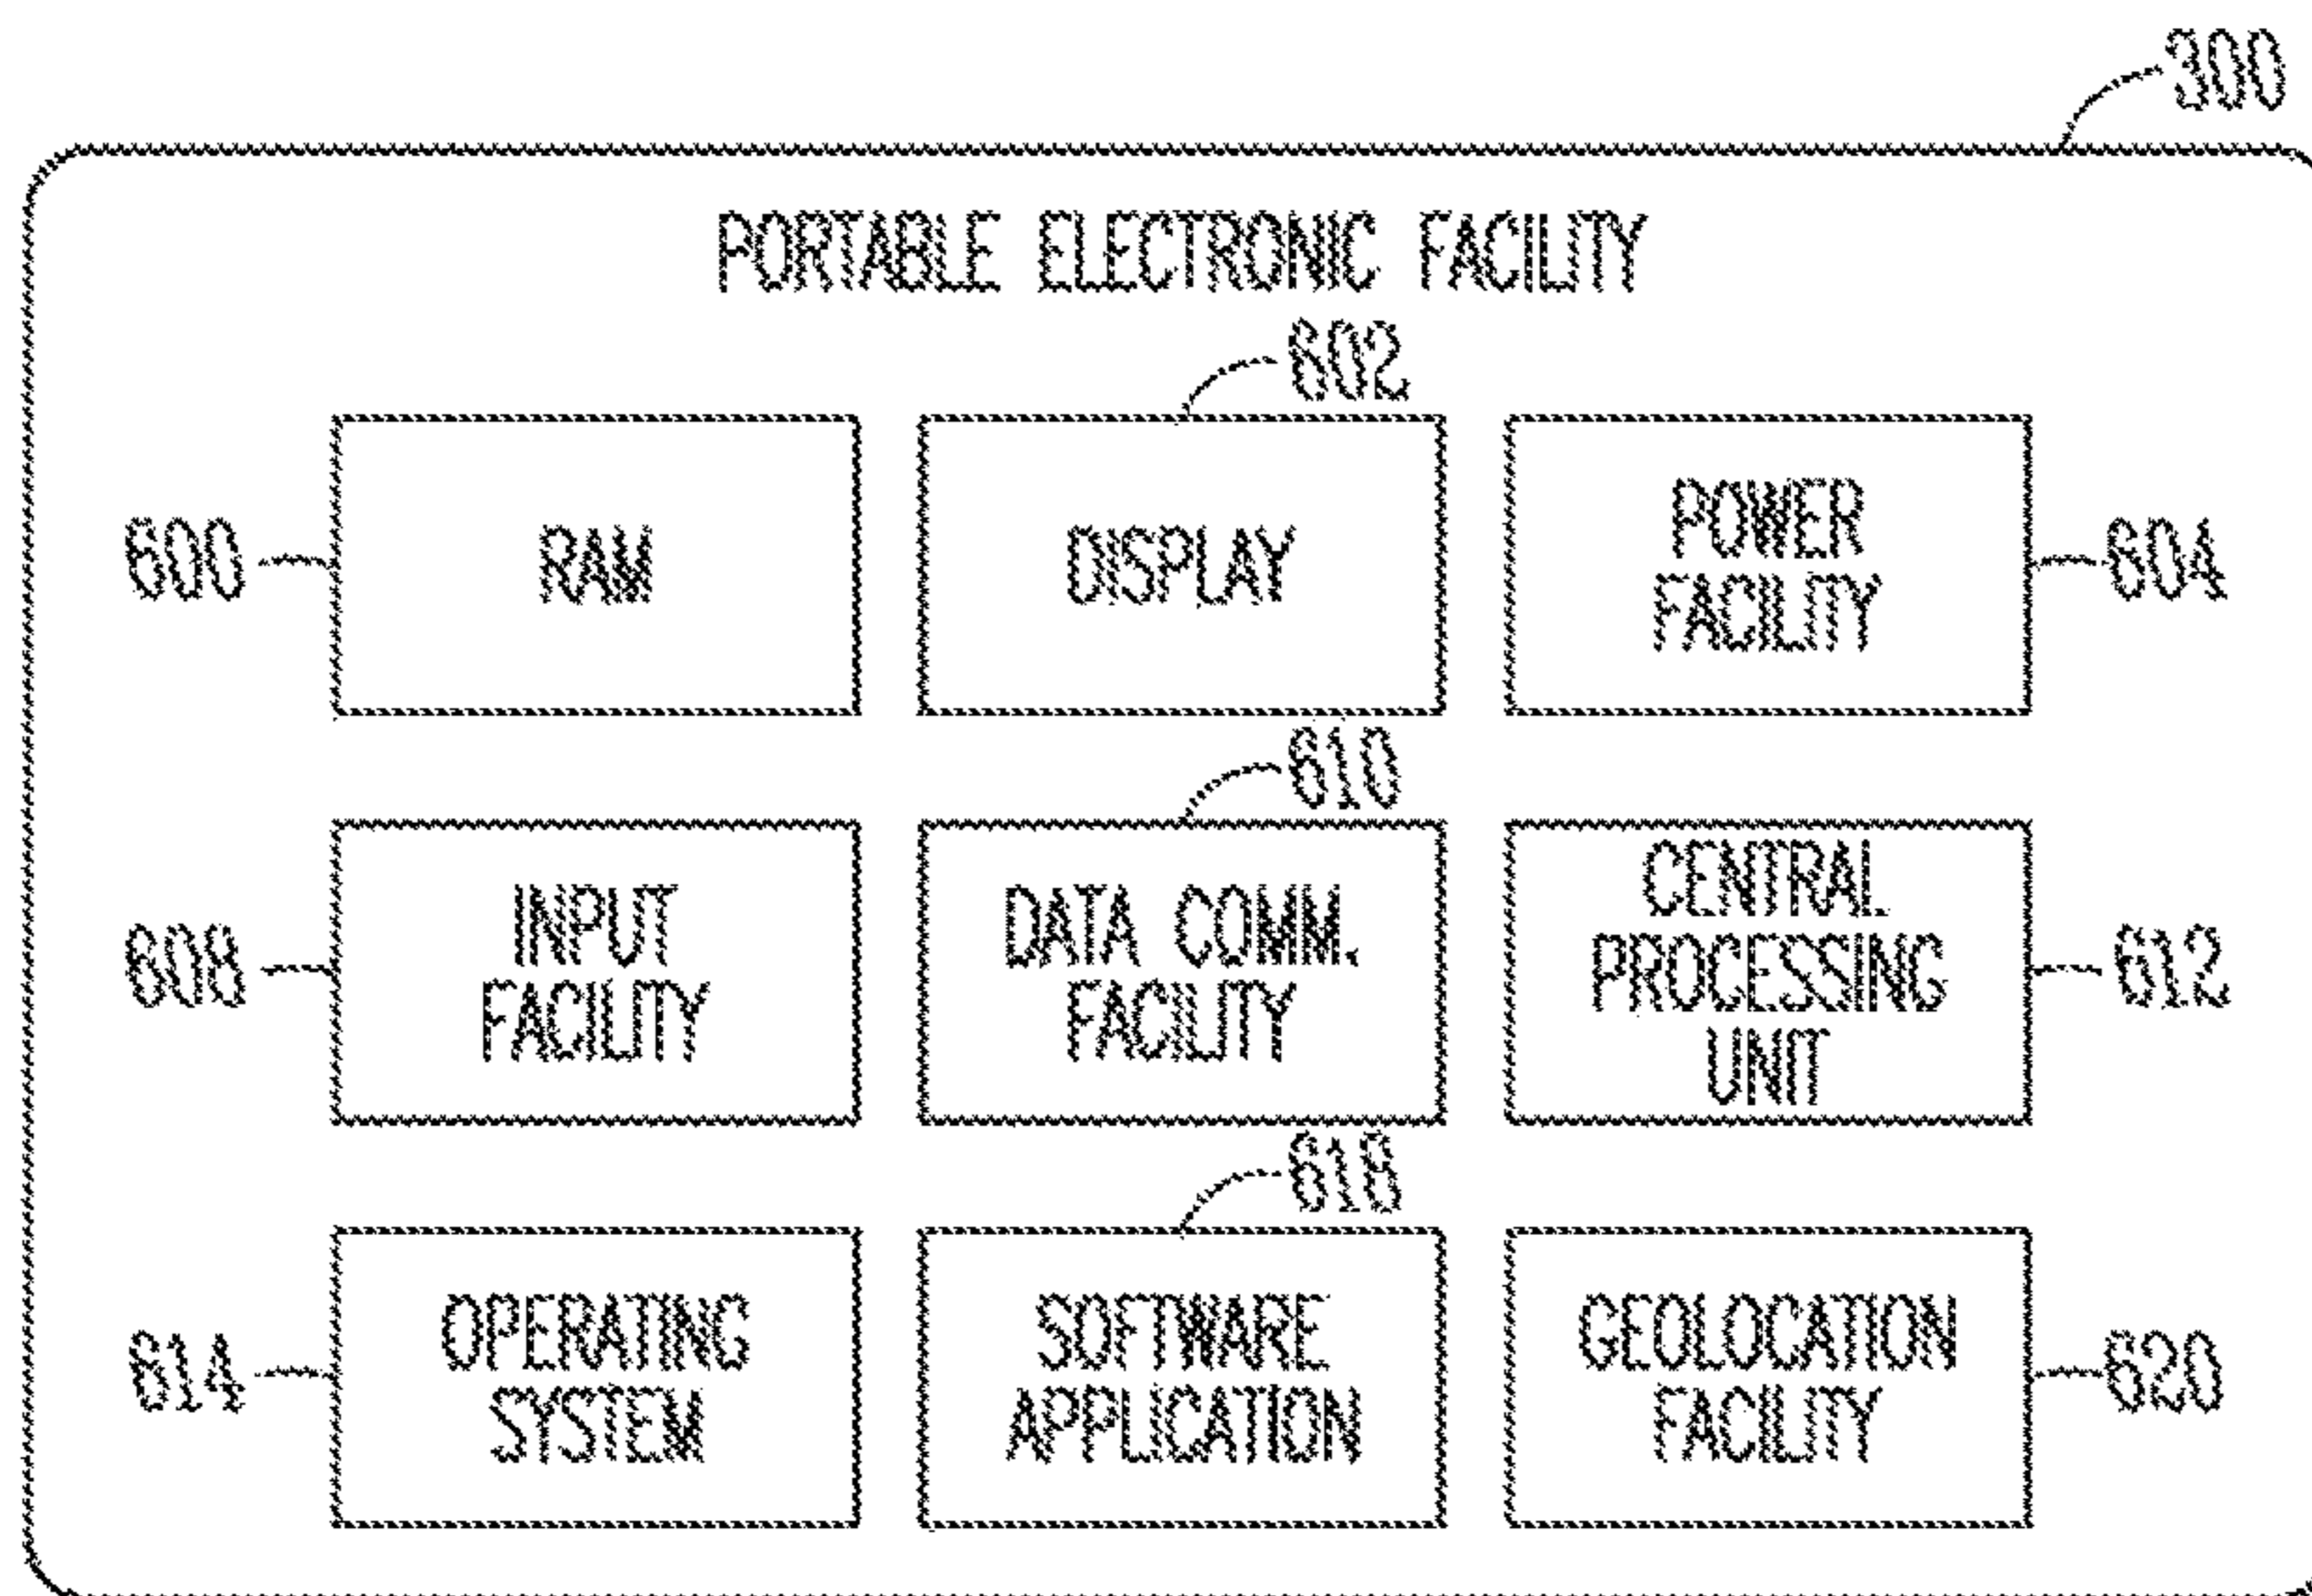 300
PORTABLE ELECTRONIC FACILITY
602
600
RAM
DISPLAY
POWER
FACILITY
604
610
608
INPUT
FACILITY
DATA COMM.
FACILITY
CENTRAL
PROCESSING
UNIT
612
618
614
OPERATING
SYSTEM
SOFTWARE
APPLICATION
GEOLOCATION
FACILITY
620